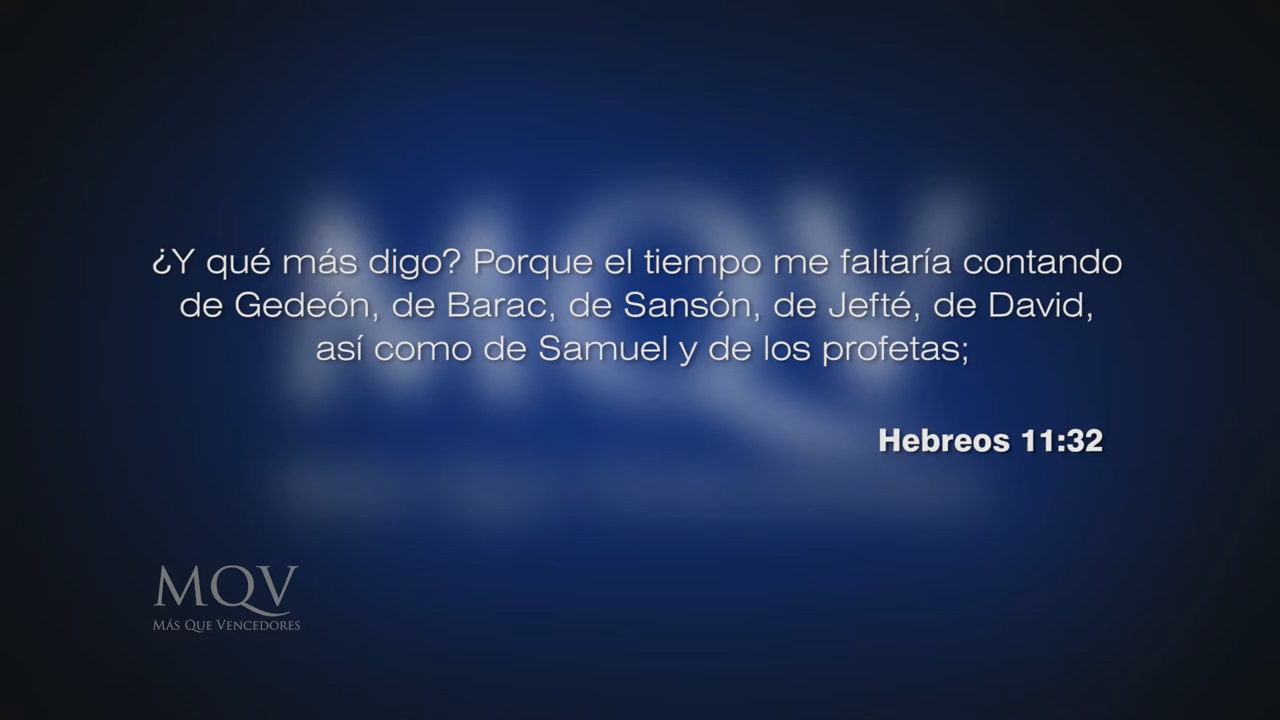 ¿Y qué más digo? Porque el tiempo me faltaría contando
de Gedeón, de Barac, de Sansón, de Jefté, de David,
así como de Samuel y de los profetas;
Hebreos 11:32
MQV
MÁS QUE VENCEDORES